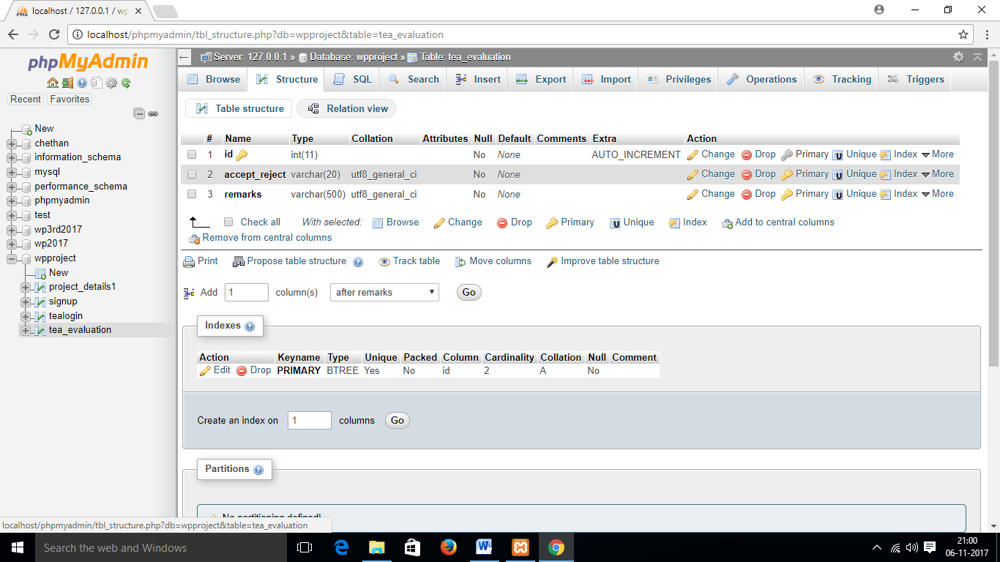 localhost / 127.0.0.1 / wp
localhost/phpmyadmin/tbl_structure.php?db=wpproject&table=tea_evaluation
phpMyAdmin
Recent Favorites
New
chethan
information_schema
mysql
performance_schema
phpmyadmin
test
wp3rd2017
wp2017
wpproject
New
project_details1
signup
tealogin
tea_evaluation
Server: 127.0.0.1 » Database: wpproject » Table: tea_evaluation
Browse Structure SQL Search Insert Export Import Privileges Operations Tracking Triggers
Table structure Relation view
# Name Type Collation Attributes Null Default Comments Extra Action
1 id int(11) No None AUTO_INCREMENT Change Drop Primary Unique Index More
2 accept_reject varchar(20) utf8_general_ci No None Change Drop Primary Unique Index More
3 remarks varchar(500) utf8_general_ci No None Change Drop Primary Unique Index More
Check all With selected: Browse Change Drop Primary Unique Index Add to central columns
Remove from central columns
Print Propose table structure Track table Move columns Improve table structure
Add 1 column(s) after remarks Go
Indexes
Action Keyname Type Unique Packed Column Cardinality Collation Null Comment
Edit Drop PRIMARY BTREE Yes No id 2 A No
Create an index on 1 columns Go
Partitions
No partitioning defined!
localhost/phpmyadmin/tbl_structure.php?db=wpproject&table=tea_evaluation
Search the web and Windows
21:00
06-11-2017